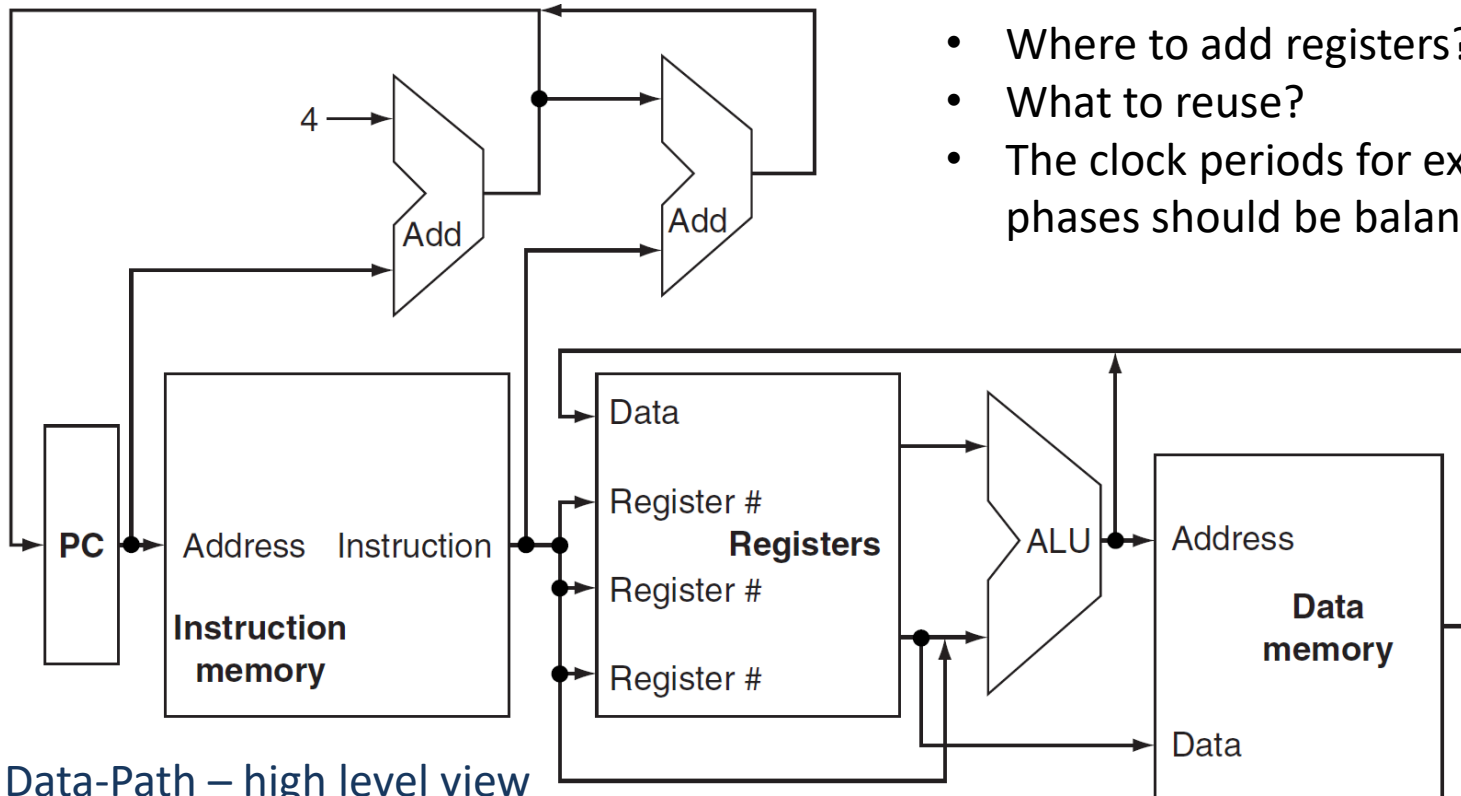 • Where to add registers?
• What to reuse?
• The clock periods for ex
phases should be balan
4
Add
Add
Data
Register #
Registers
Register #
Register #
PC
Address
Instruction
Instruction
memory
ALU
Address
Data
memory
Data
Data-Path – high level view